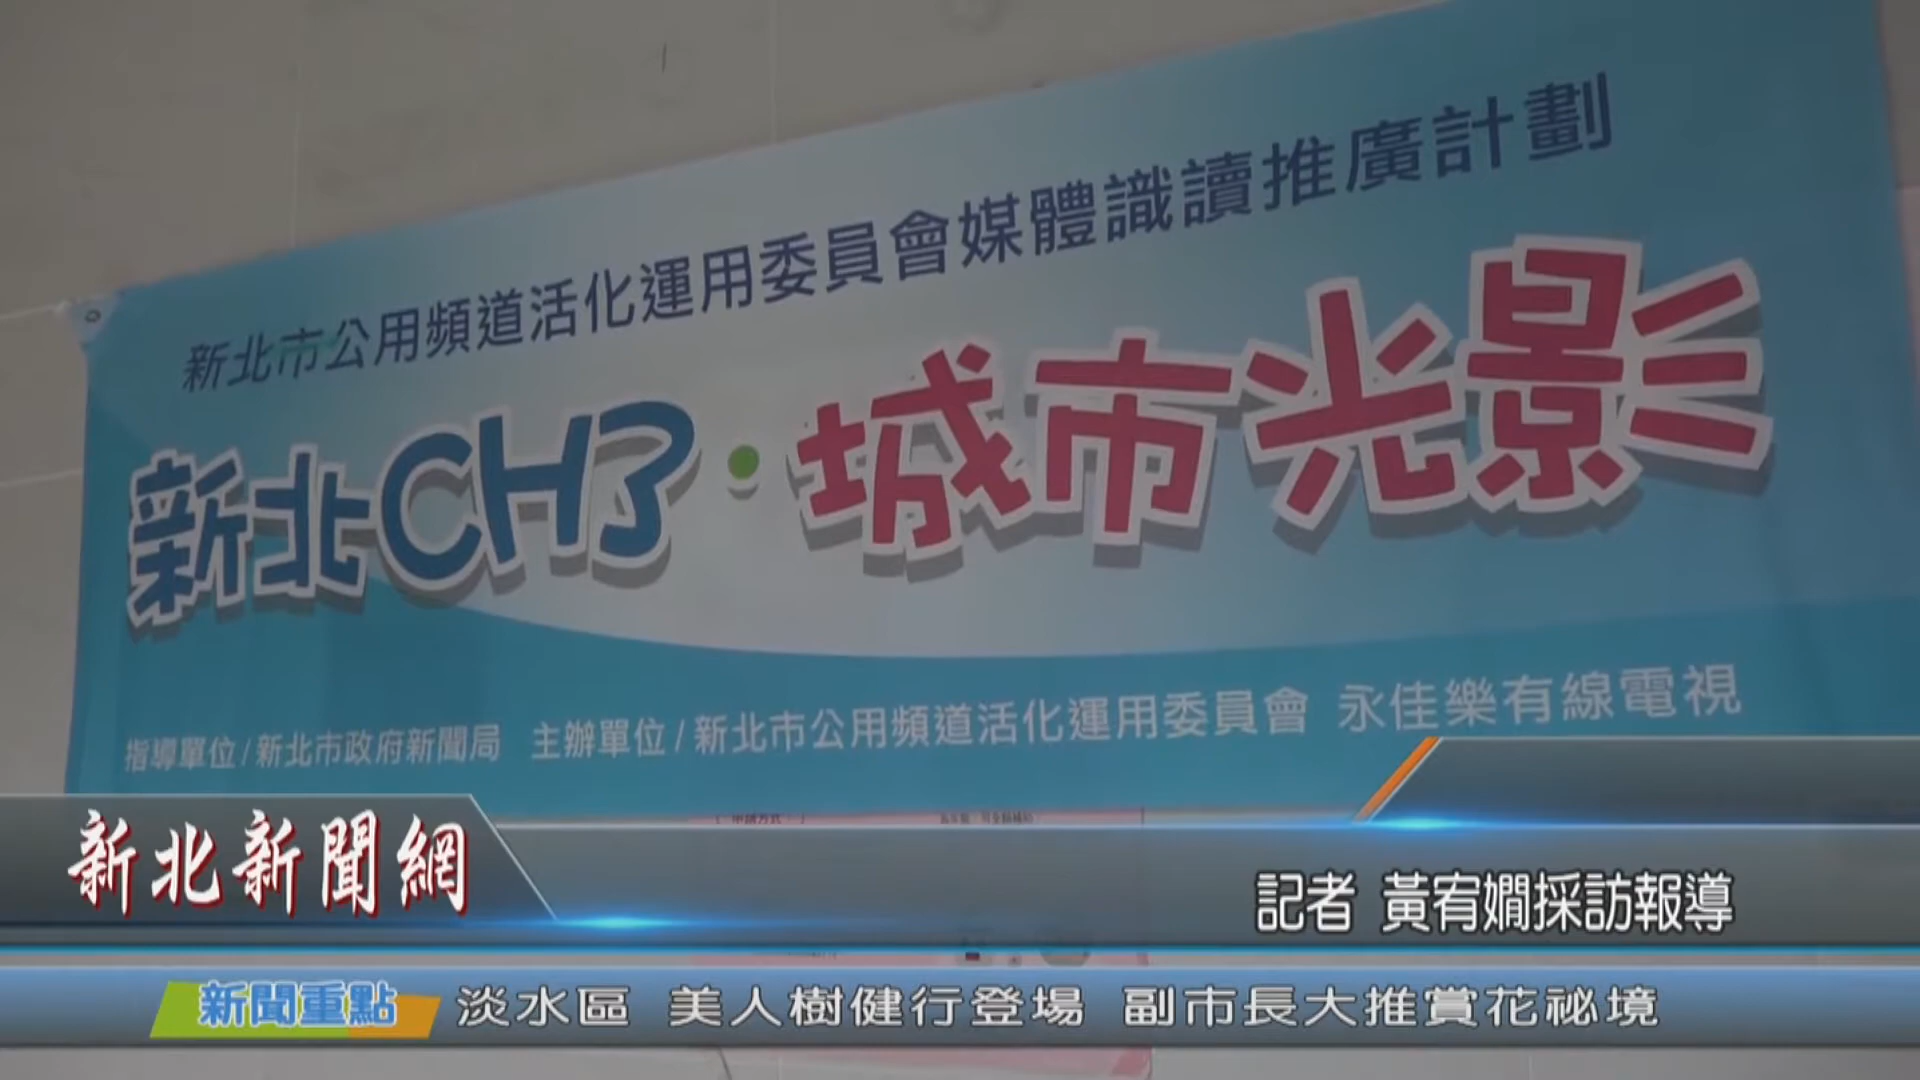 新北市公用頻道活化運用委員會媒體識讀推廣計劃
新北CH3·城市光影
指導單位/新北市政府新聞局 主辦單位/新北市公用頻道活化運用委員會 永佳樂有線電視
新北新聞網
記者 黃宥嫺採訪報導
新聞重點 淡水區 美人樹健行登場 副市長大推賞花祕境